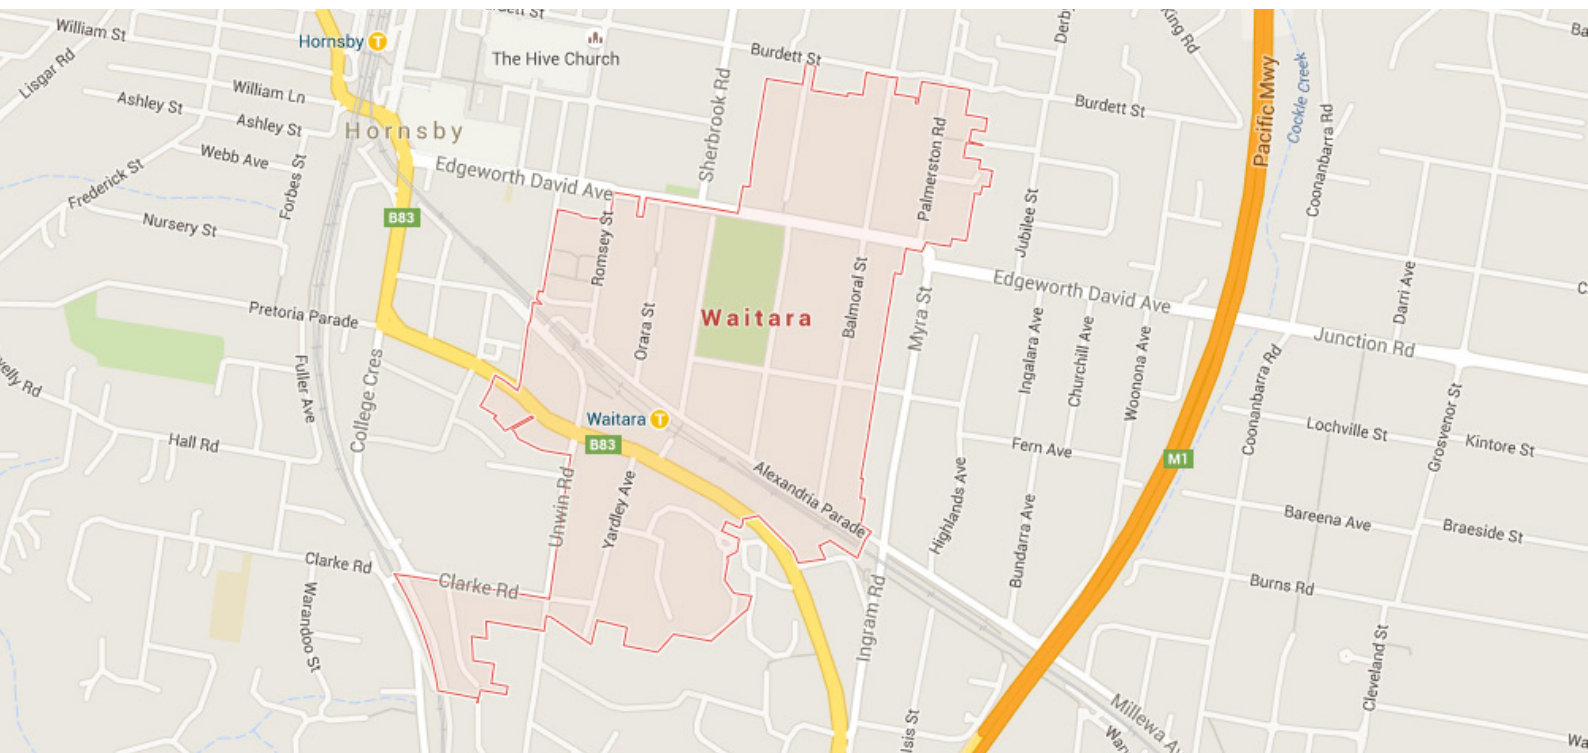 William St
Hornsby
T
The Hive Church
Burdett St
Lisgar Rd
William Ln
Ashley St
Ashley St
Hornsby
Sherbrook Rd
Burdett St
King Rd
Pacific Mwy
Cockle Creek
Coonanbarra Rd
Webb Ave
Frederick St
Forbes St
Nursery St
B83
Edgeworth David Ave
Palmerston Rd
Jubilee St
Romsey St
Edgeworth David Ave
Pretoria Parade
Orara St
Waitara
Balmoral St
Myra St
Ingalara Ave
Churchill Ave
Woonona Ave
Darri Ave
Junction Rd
Fuller Ave
College Cres
Hall Rd
Waitara
T
B83
Coonanbarra Rd
Lochville St
Grosvenor St
Kintore St
Fern Ave
M1
Unwin Rd
Yardley Ave
Alexandria Parade
Highlands Ave
Bundarra Ave
Bareena Ave
Braeside St
Clarke Rd
Clarke Rd
Warandoo St
Ingram Rd
Burns Rd
Cleveland St
Isis St
Millewa